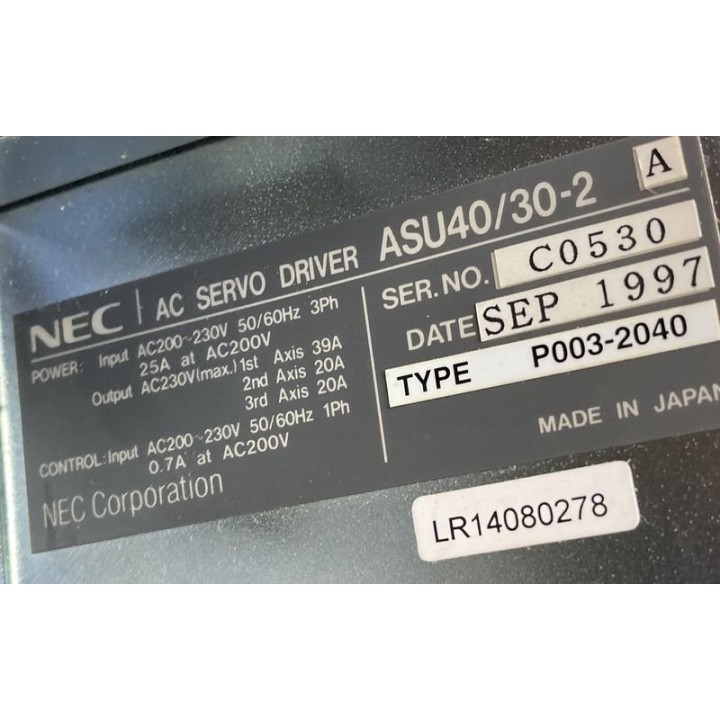 NEC AC SERVO DRIVER ASU40/30-2 A
POWER: Input AC200~230V 50/60Hz 3Ph
25A at AC200V
Output AC230V(max.) 1st Axis 39A
2nd Axis 20A
3rd Axis 20A
CONTROL: Input AC200~230V 50/60Hz 1Ph
0.7A at AC200V
NEC Corporation
SER. NO. C0530
DATE SEP 1997
TYPE P003-2040
MADE IN JAPAN
LR14080278